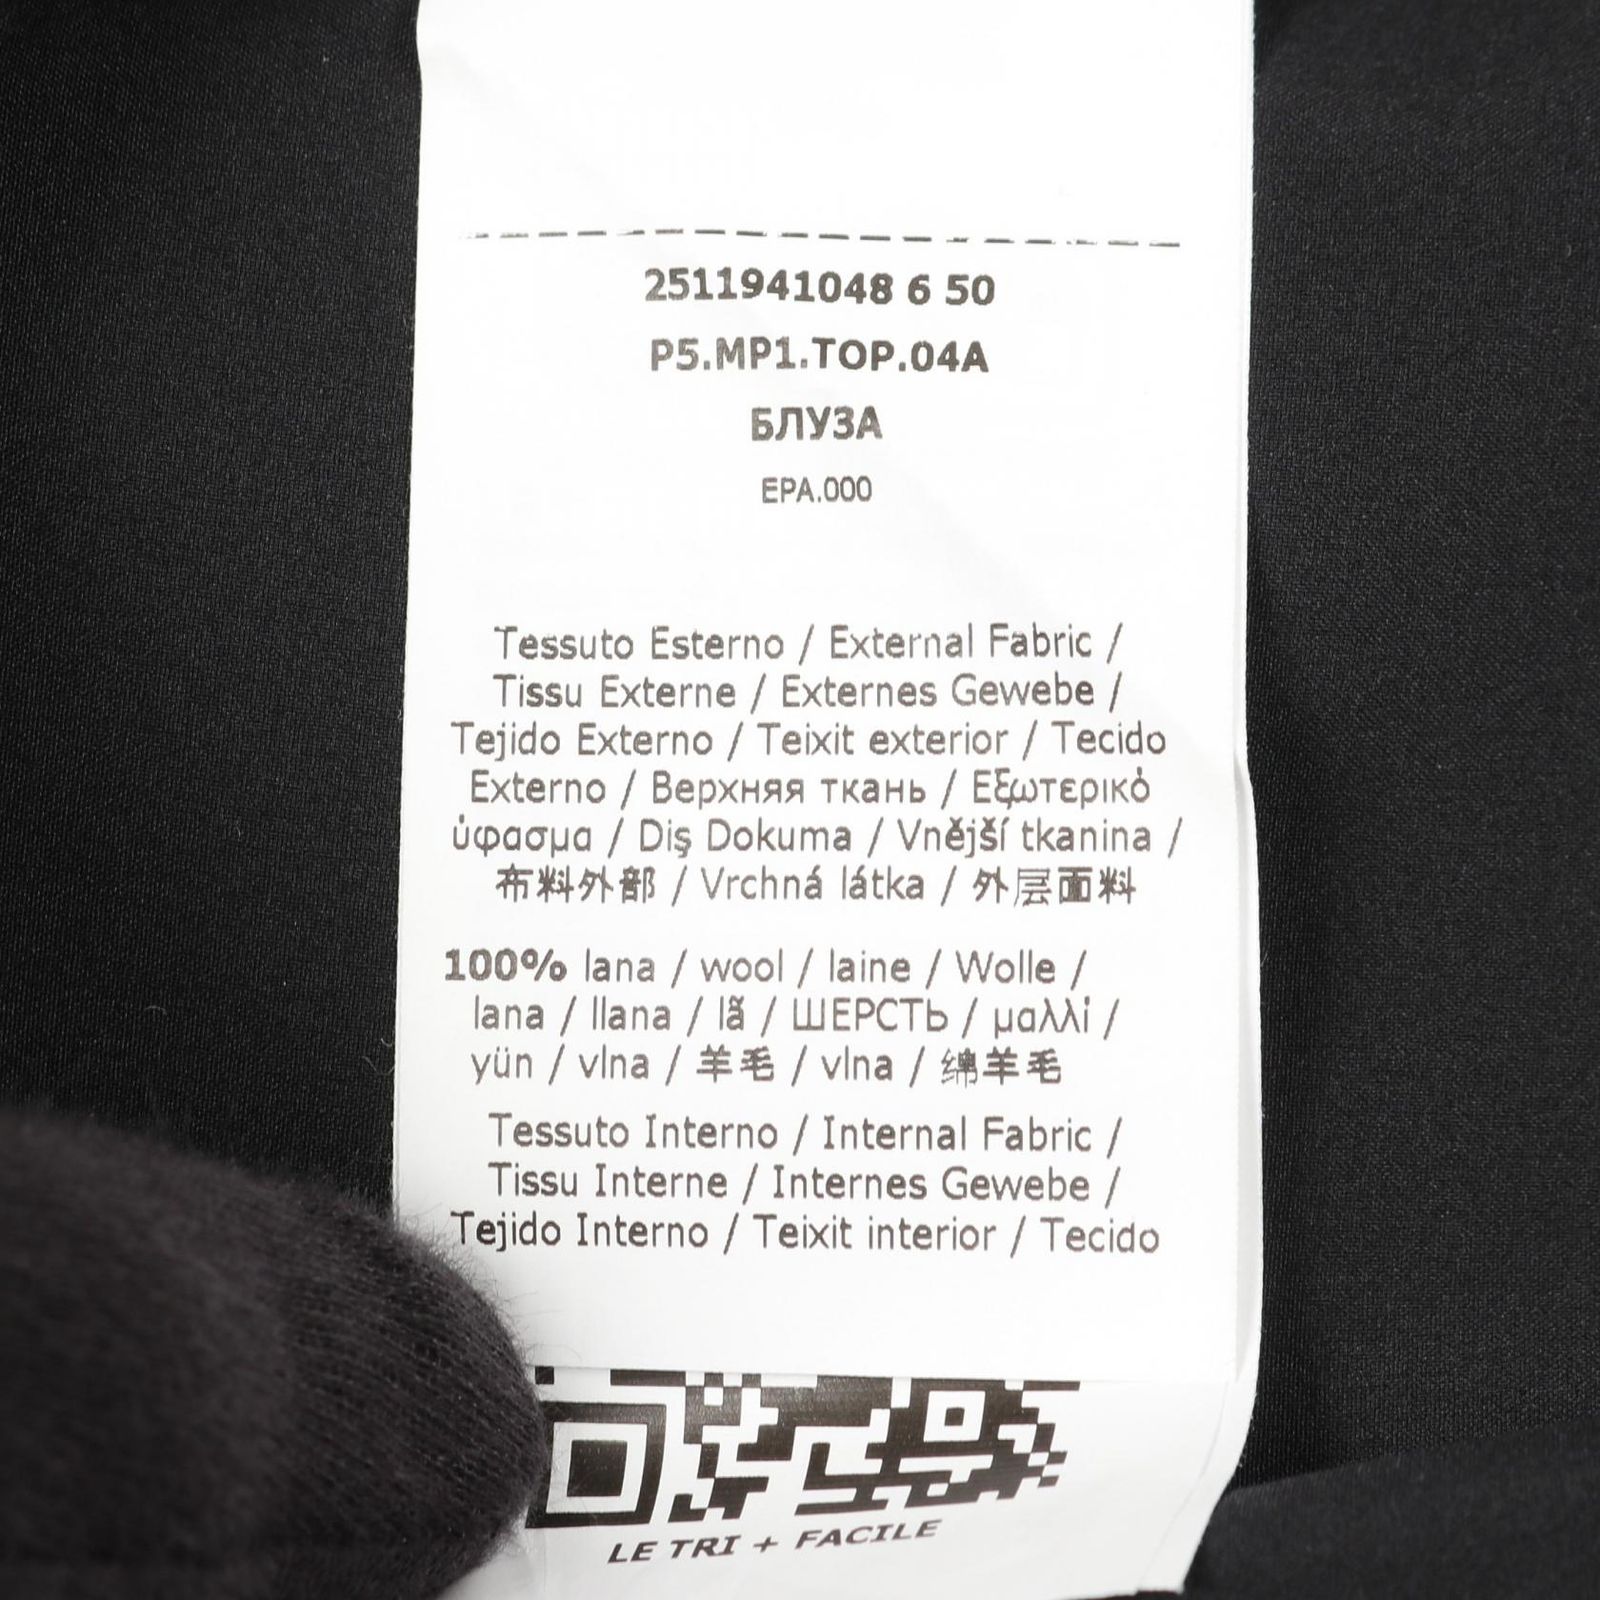 2511941048 6 50
P5.MP1.TOP.04A
БЛУЗА
EPA.000
Tessuto Esterno / External Fabric /
Tissu Externe / Externes Gewebe /
Tejido Externo / Teixit exterior / Tecido
Externo / Верхняя ткань / Εξωτερικό
ύφασμα / Diş Dokuma / Vnější tkanina /
布料外部 / Vrchná látka / 外层面料
100% lana / wool / laine / Wolle /
lana / llana / lã / ШЕРСТЬ / μαλλί /
yün / vlna / 羊毛 / vlna / 绵羊毛
Tessuto Interno / Internal Fabric /
Tissu Interne / Internes Gewebe /
Tejido Interno / Teixit interior / Tecido
LE TRI + FACILE